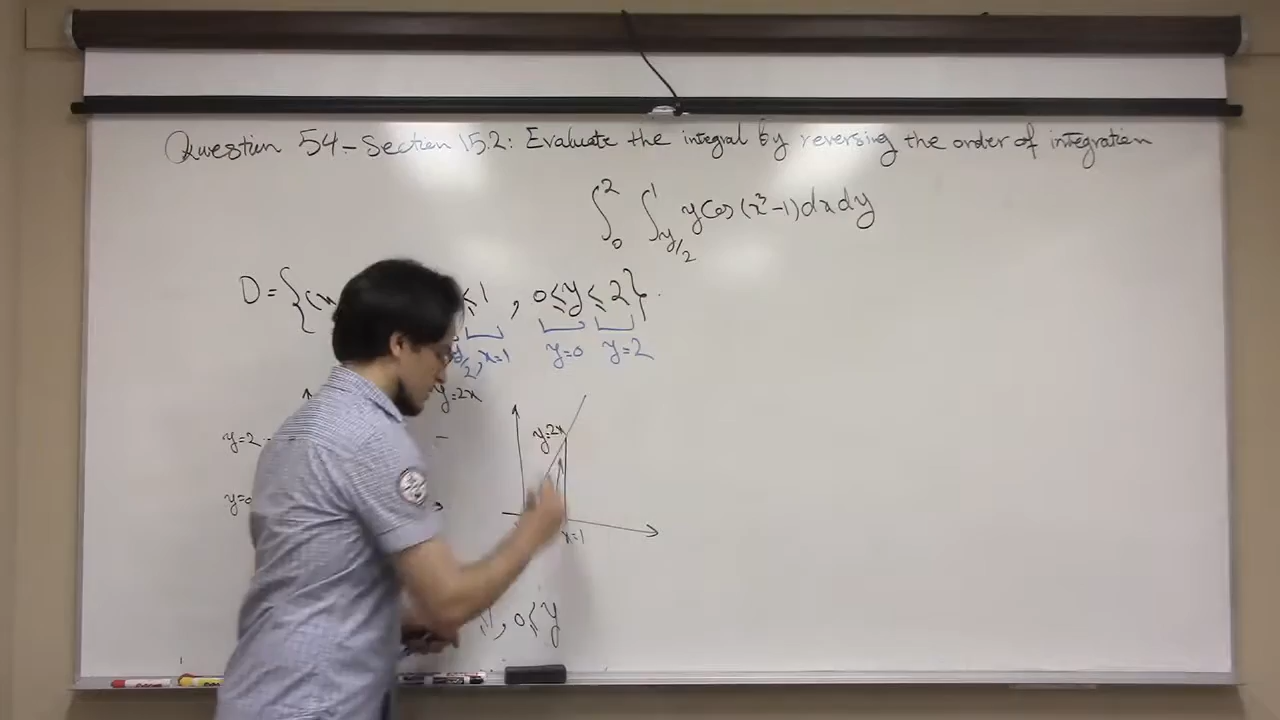 Question 54 - Section 15.2: Evaluate the integral by reversing the order of integration
∫₀² ∫_{y/2}^1 y Cos (x³-1) dx dy
D = {(x ≤ 1 , 0 ≤ y ≤ 2}.
y/2, x=1 y=0 y=2
y=2x
y=2 y=2x
y=0
x=1
, 0 ≤ y